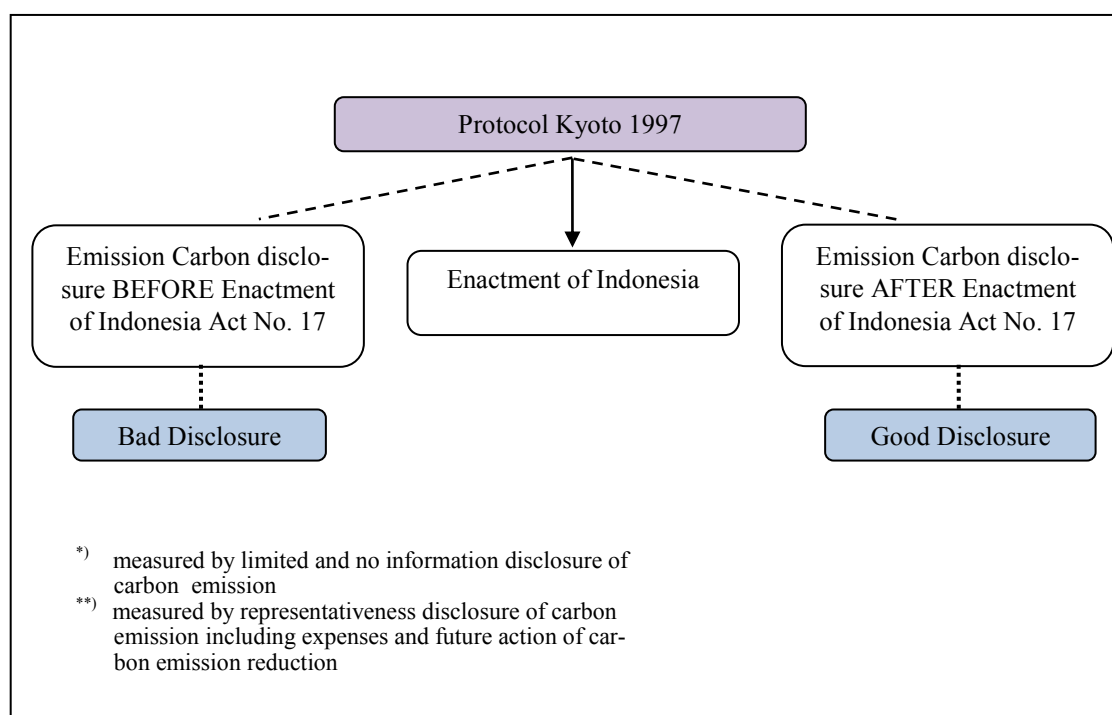 Protocol Kyoto 1997
Emission Carbon disclo-
sure BEFORE Enactment
of Indonesia Act No. 17
Enactment of Indonesia
Emission Carbon disclo-
sure AFTER Enactment
of Indonesia Act No. 17
Bad Disclosure
Good Disclosure
*) measured by limited and no information disclosure of
carbon emission
**) measured by representativeness disclosure of carbon
emission including expenses and future action of car-
bon emission reduction